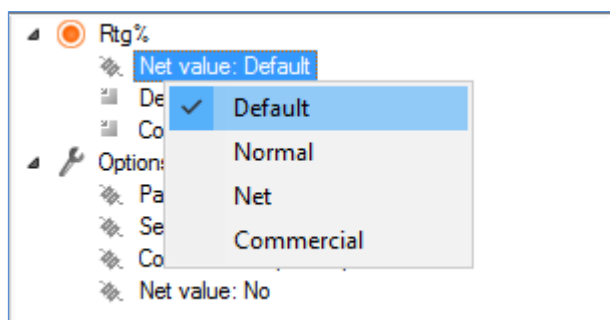 Rtg%
Net value: Default
De
Default
Co
Normal
Options
Pa
Net
Se
Commercial
Co
Net value: No